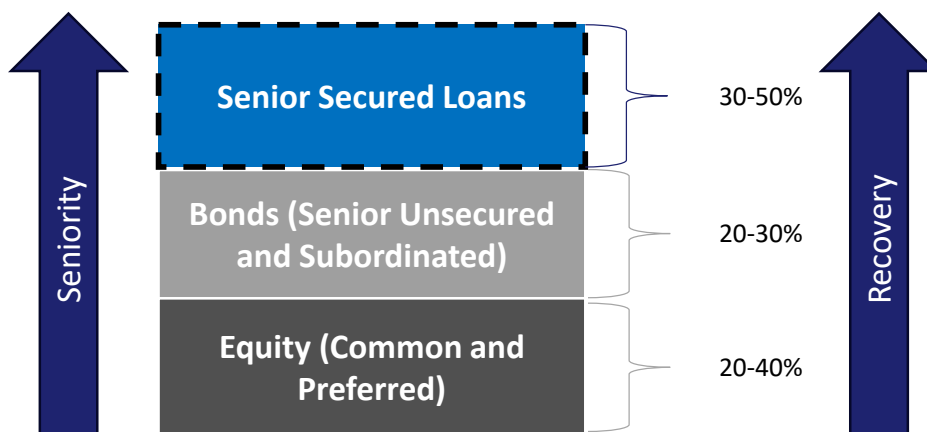 Seniority
Senior Secured Loans
30-50%
Bonds (Senior Unsecured
and Subordinated)
20-30%
Equity (Common and
Preferred)
20-40%
Recovery